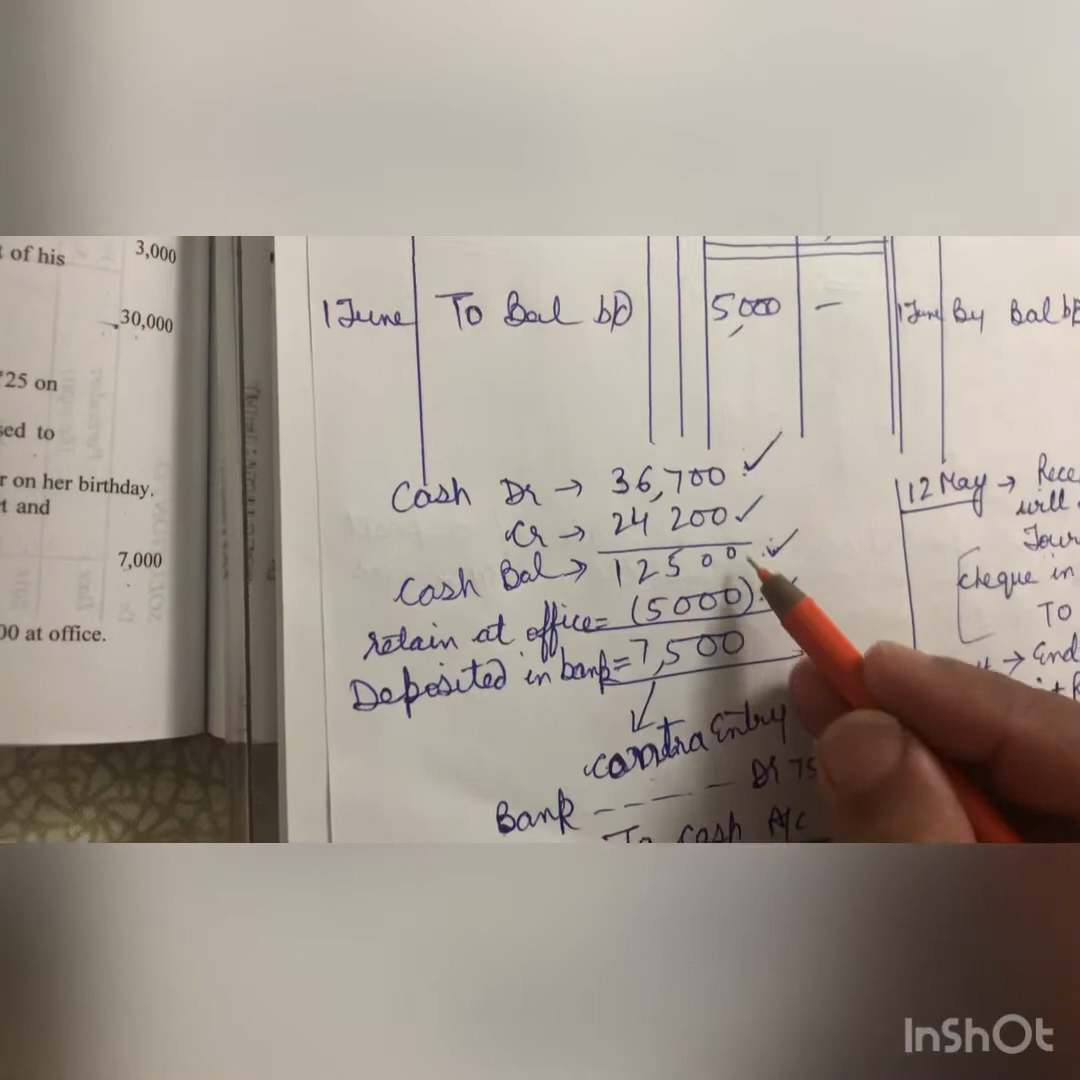 t of his 3,000
30,000
₹25 on
sed to
r on her birthday.
t and
7,000
00 at office.
1 June To Bal b/D 5,000 –
1 June By Bal b/D
Cash Dr → 36,700 ✓
Cr → 24 200 ✓
Cash Bal → 12500 ✓
retain at office = (5000)
Deposited in bank = 7,500
contra Entry
Bank ----- Dr 75
To cash A/c
12 May → Rece
will
Jour
Cheque in
To
→ End
InShOt